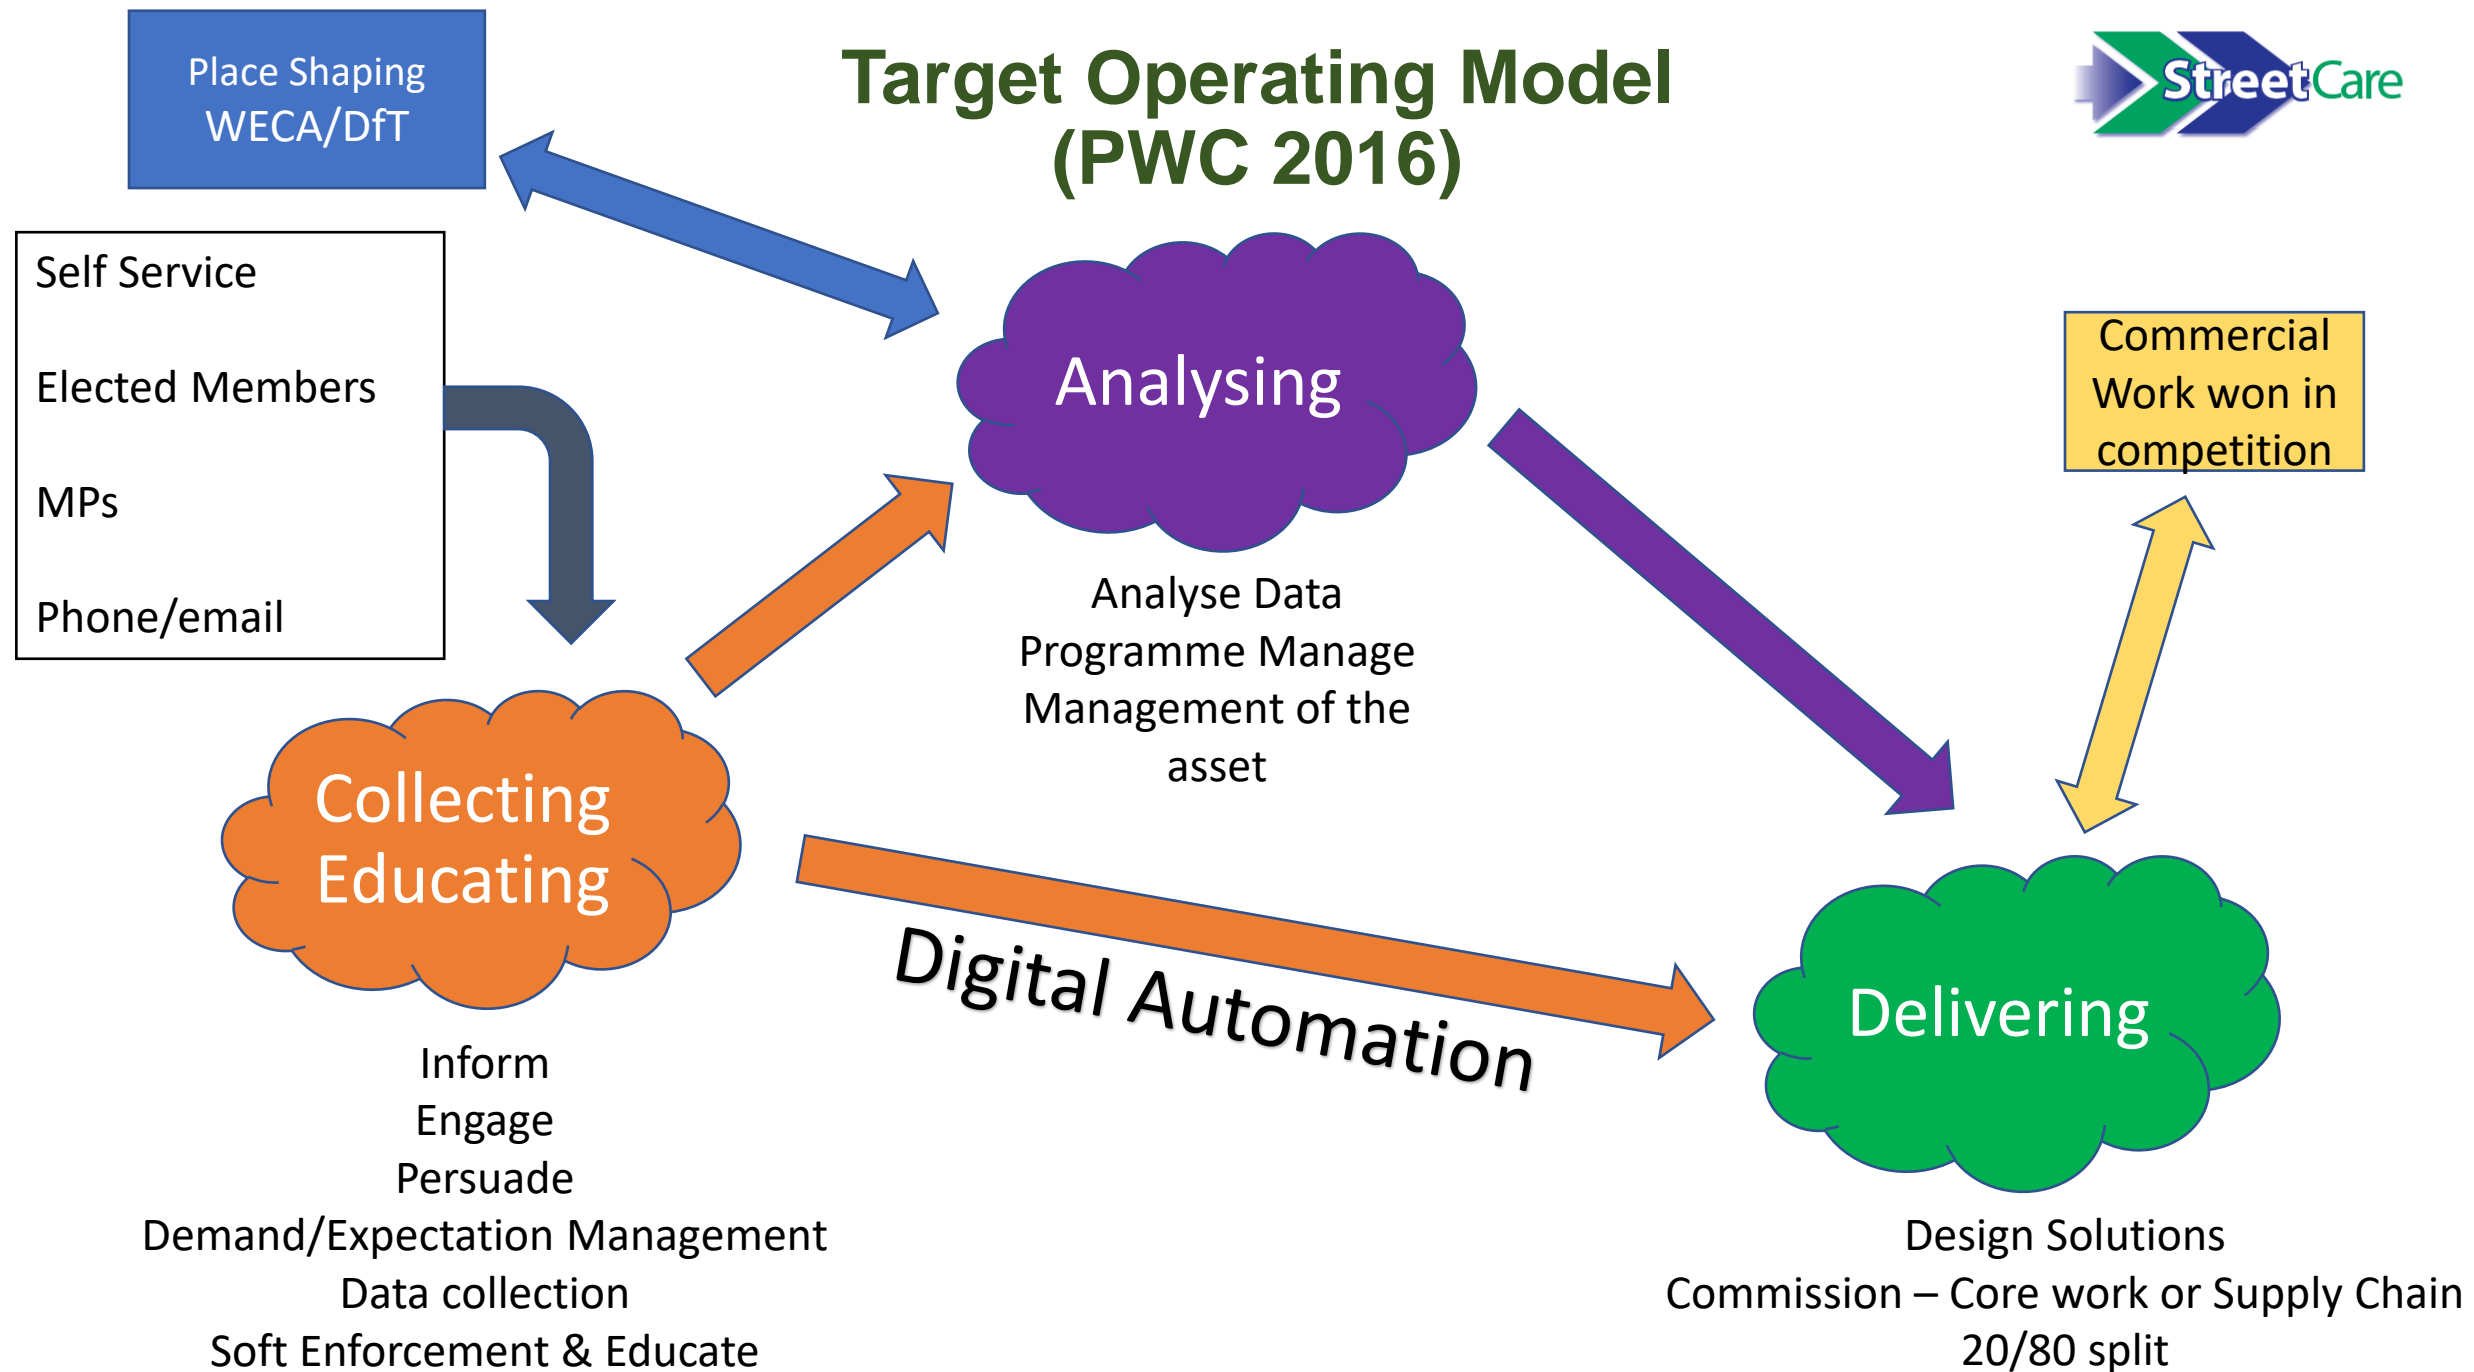 Place Shaping
WECA/DfT
Target Operating Model
(PWC 2016)
StreetCare
Self Service
Elected Members
MPs
Phone/email
Analysing
Analyse Data
Programme Manage
Management of the
asset
Commercial
Work won in
competition
Collecting
Educating
Inform
Engage
Persuade
Demand/Expectation Management
Data collection
Soft Enforcement & Educate
Digital Automation
Delivering
Design Solutions
Commission – Core work or Supply Chain
20/80 split